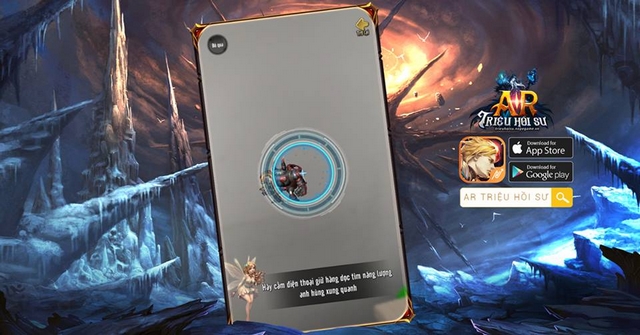 Bỏ qua
AR
TRIỆU HỒI SƯ
Download for
App Store
Download for
Google play
AR TRIỆU HỒI SƯ
Hãy cầm điện thoại giữ hàng dọc tìm năng lượng
anh hùng xung quanh